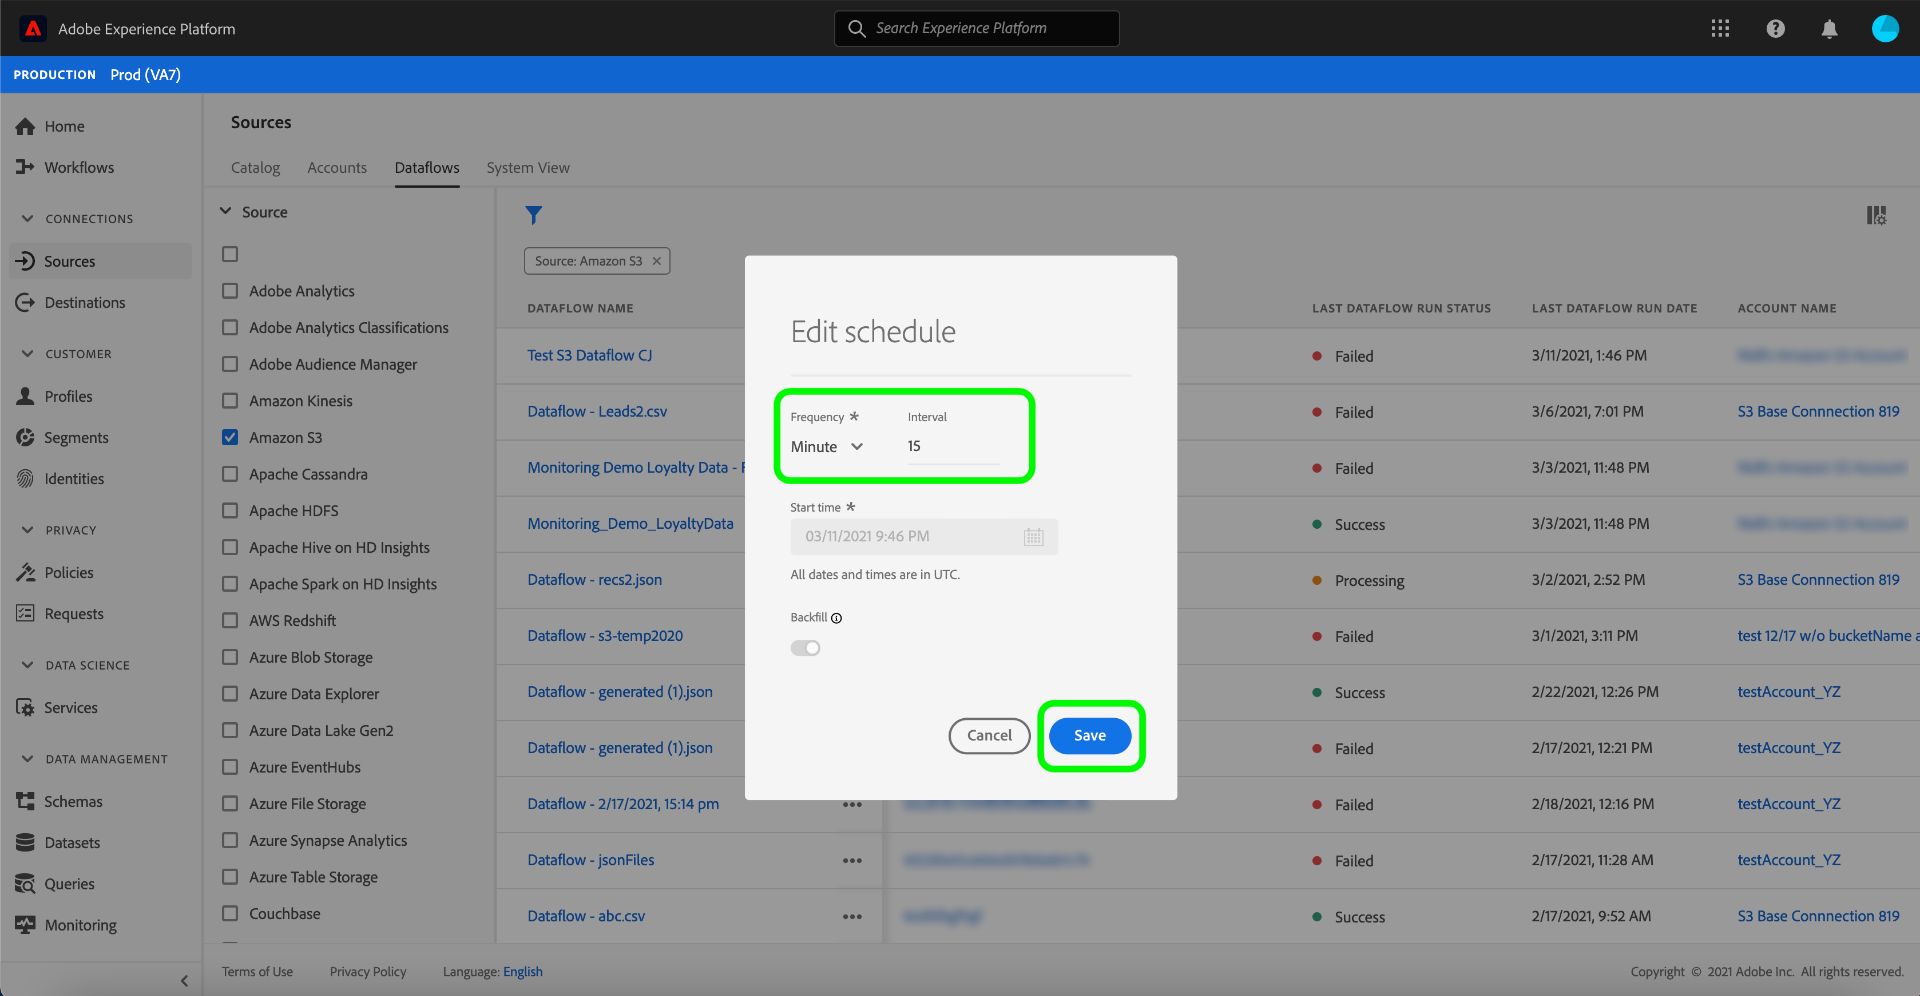 Adobe Experience Platform
Search Experience Platform
PRODUCTION Prod (VA7)
Home
Workflows
CONNECTIONS
Sources
Destinations
CUSTOMER
Profiles
Segments
Identities
PRIVACY
Policies
Requests
DATA SCIENCE
Services
DATA MANAGEMENT
Schemas
Datasets
Queries
Monitoring
Sources
Catalog Accounts Dataflows System View
Source
Adobe Analytics
Adobe Analytics Classifications
Adobe Audience Manager
Amazon Kinesis
Amazon S3
Apache Cassandra
Apache HDFS
Apache Hive on HD Insights
Apache Spark on HD Insights
AWS Redshift
Azure Blob Storage
Azure Data Explorer
Azure Data Lake Gen2
Azure EventHubs
Azure File Storage
Azure Synapse Analytics
Azure Table Storage
Couchbase
Source: Amazon S3 ×
DATAFLOW NAME LAST DATAFLOW RUN STATUS LAST DATAFLOW RUN DATE ACCOUNT NAME
Test S3 Dataflow CJ Failed 3/11/2021, 1:46 PM
Dataflow - Leads2.csv Failed 3/6/2021, 7:01 PM S3 Base Connnection 819
Monitoring Demo Loyalty Data - Failed 3/3/2021, 11:48 PM
Monitoring_Demo_LoyaltyData Success 3/3/2021, 11:48 PM
Dataflow - recs2.json Processing 3/2/2021, 2:52 PM S3 Base Connnection 819
Dataflow - s3-temp2020 Failed 3/1/2021, 3:11 PM test 12/17 w/o bucketName a
Dataflow - generated (1).json Success 2/22/2021, 12:26 PM testAccount_YZ
Dataflow - generated (1).json Failed 2/17/2021, 12:21 PM testAccount_YZ
Dataflow - 2/17/2021, 15:14 pm Failed 2/18/2021, 12:16 PM testAccount_YZ
Dataflow - jsonFiles Failed 2/17/2021, 11:28 AM testAccount_YZ
Dataflow - abc.csv Success 2/17/2021, 9:52 AM S3 Base Connnection 819
Edit schedule
Frequency * Interval
Minute 15
Start time *
03/11/2021 9:46 PM
All dates and times are in UTC.
Backfill
Cancel Save
Terms of Use Privacy Policy Language: English Copyright © 2021 Adobe Inc. All rights reserved.